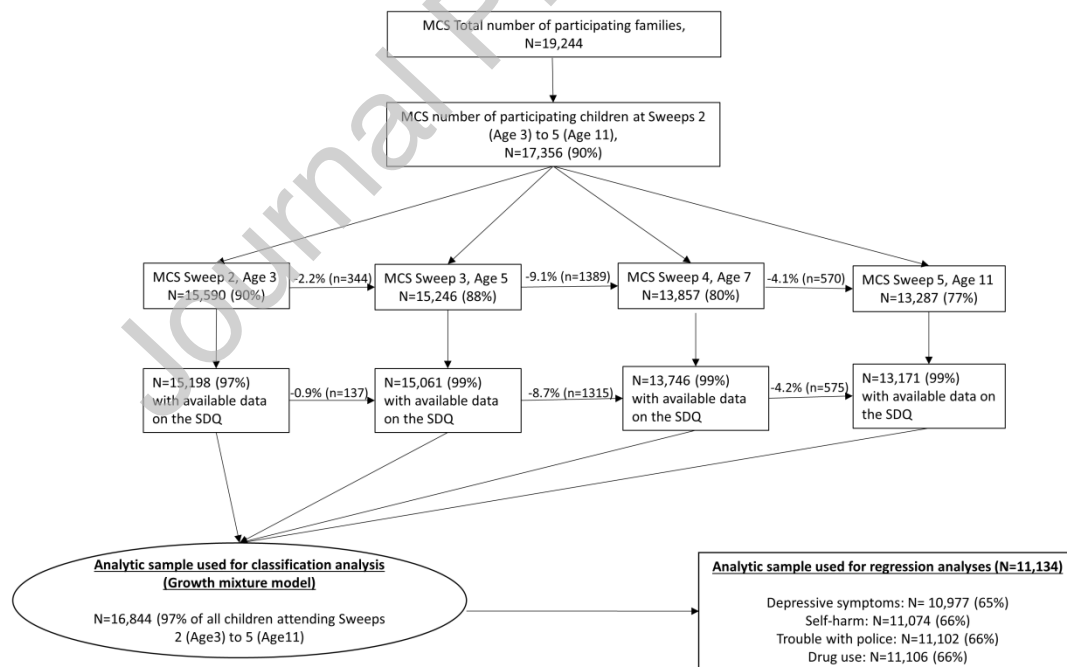 MCS Total number of participating families,
N=19,244
MCS number of participating children at Sweeps 2
(Age 3) to 5 (Age 11),
N=17,356 (90%)
MCS Sweep 2, Age 3
N=15,590 (90%)
-2.2% (n=344)
MCS Sweep 3, Age 5
N=15,246 (88%)
-9.1% (n=1389)
MCS Sweep 4, Age 7
N=13,857 (80%)
-4.1% (n=570)
MCS Sweep 5, Age 11
N=13,287 (77%)
N=15,198 (97%)
with available data
on the SDQ
-0.9% (n=137)
N=15,061 (99%)
with available data
on the SDQ
-8.7% (n=1315)
N=13,746 (99%)
with available data
on the SDQ
-4.2% (n=575)
N=13,171 (99%)
with available data on
the SDQ
Analytic sample used for classification analysis
(Growth mixture model)
N=16,844 (97% of all children attending Sweeps
2 (Age3) to 5 (Age11)
Analytic sample used for regression analyses (N=11,134)
Depressive symptoms: N= 10,977 (65%)
Self-harm: N=11,074 (66%)
Trouble with police: N=11,102 (66%)
Drug use: N=11,106 (66%)
Journal